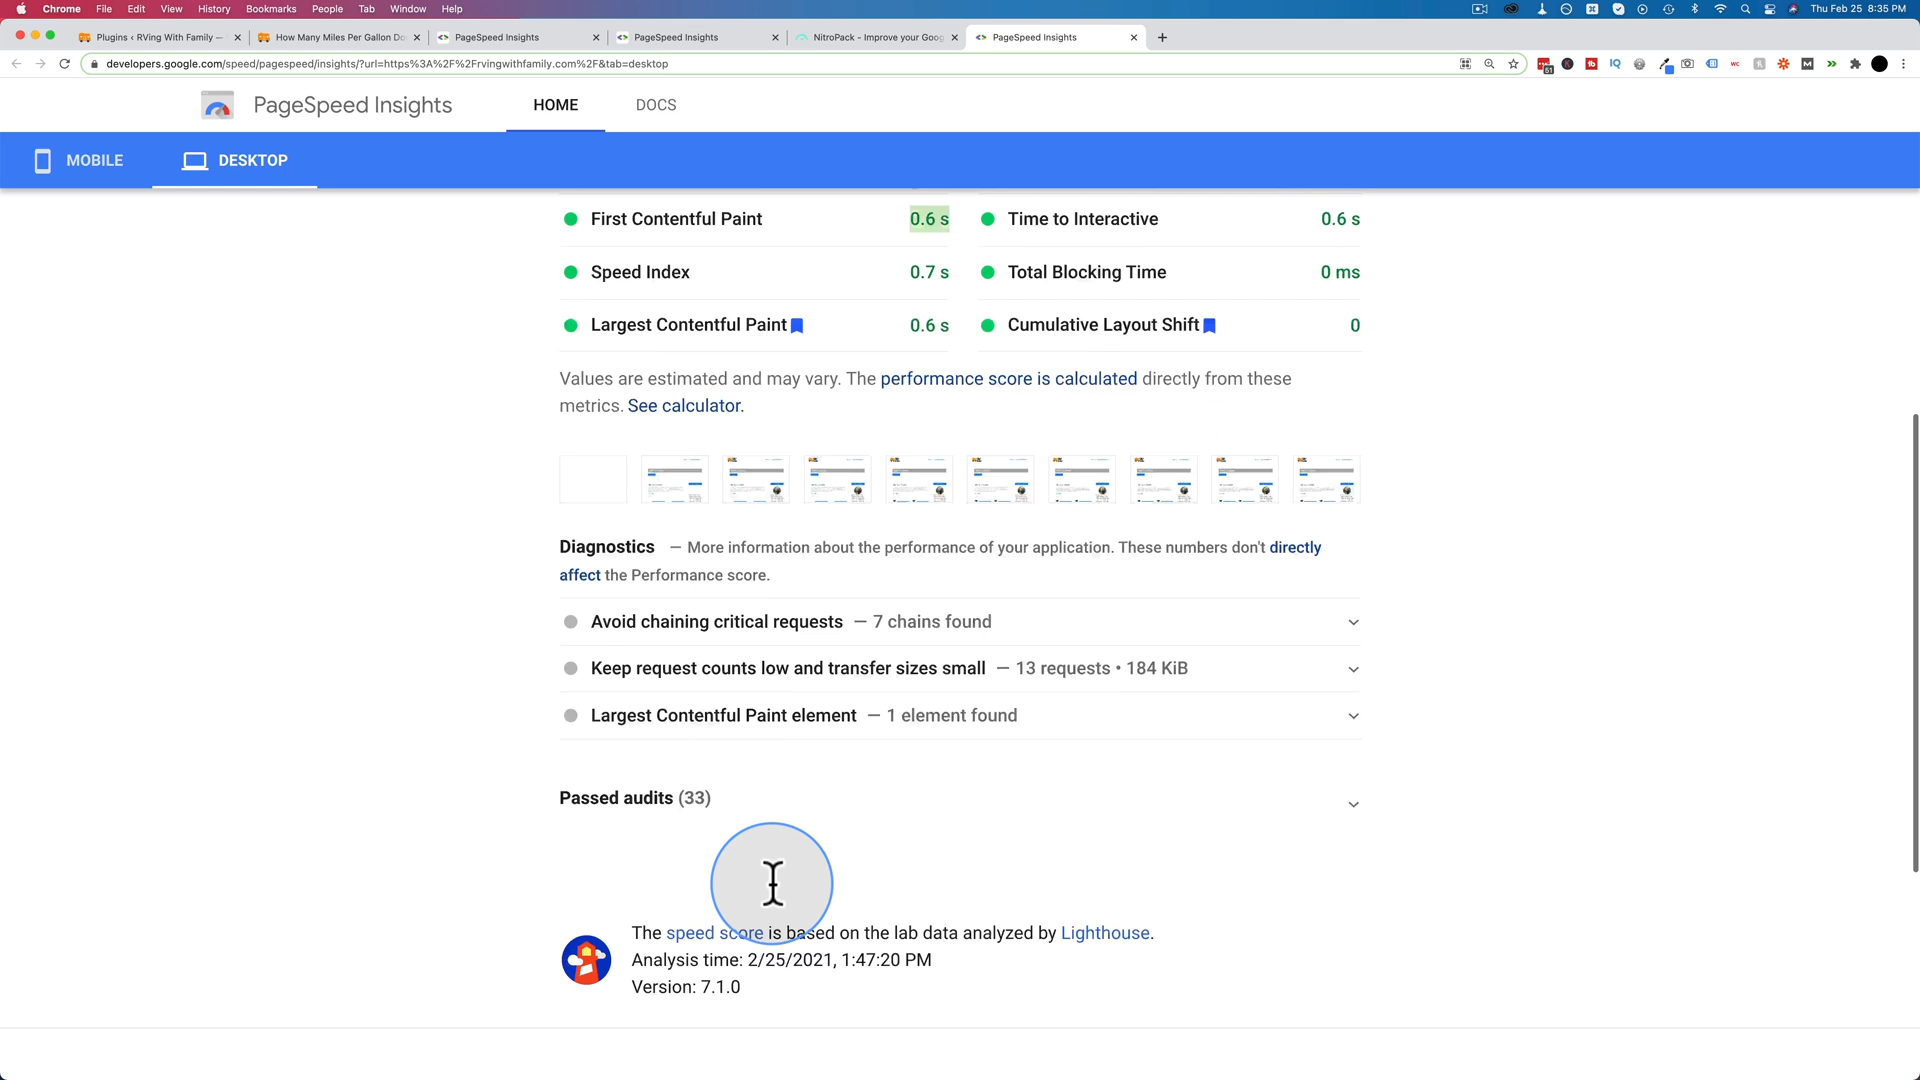 Chrome File Edit View History Bookmarks People Tab Window Help Thu Feb 25 8:35 PM
Plugins ‹ RVing With Family — How Many Miles Per Gallon Do PageSpeed Insights PageSpeed Insights NitroPack - Improve your Goog PageSpeed Insights
developers.google.com/speed/pagespeed/insights/?url=https%3A%2F%2Frvingwithfamily.com%2F&tab=desktop
PageSpeed Insights HOME DOCS
MOBILE DESKTOP
First Contentful Paint 0.6 s Time to Interactive 0.6 s
Speed Index 0.7 s Total Blocking Time 0 ms
Largest Contentful Paint 0.6 s Cumulative Layout Shift 0
Values are estimated and may vary. The performance score is calculated directly from these
metrics. See calculator.
Diagnostics — More information about the performance of your application. These numbers don't directly
affect the Performance score.
Avoid chaining critical requests — 7 chains found
Keep request counts low and transfer sizes small — 13 requests • 184 KiB
Largest Contentful Paint element — 1 element found
Passed audits (33)
The speed score is based on the lab data analyzed by Lighthouse.
Analysis time: 2/25/2021, 1:47:20 PM
Version: 7.1.0